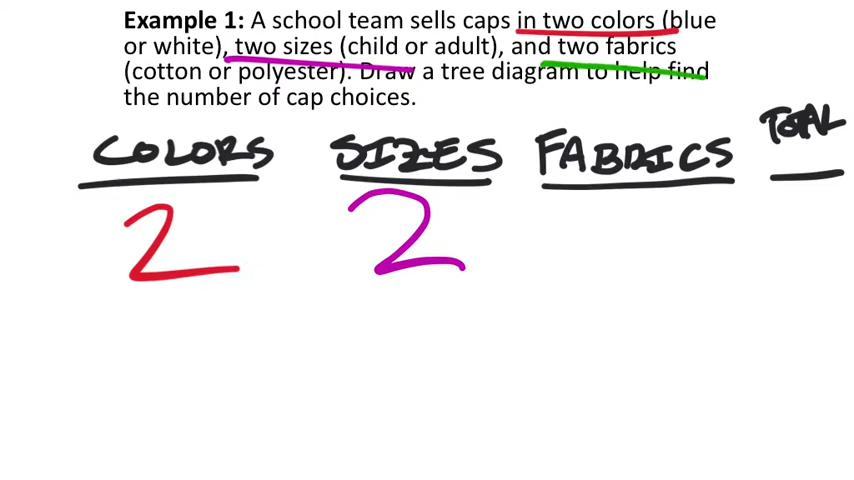 Example 1: A school team sells caps in two colors (blue
or white), two sizes (child or adult), and two fabrics
(cotton or polyester). Draw a tree diagram to help find
the number of cap choices.
COLORS SIZES FABRICS TOTAL
2 2